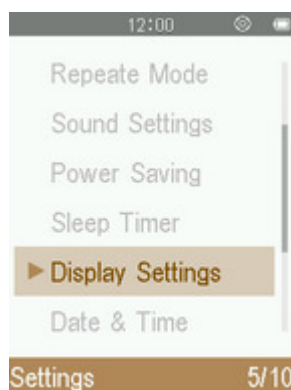 12:00
Repeate Mode
Sound Settings
Power Saving
Sleep Timer
Display Settings
Date & Time
Settings 5/10